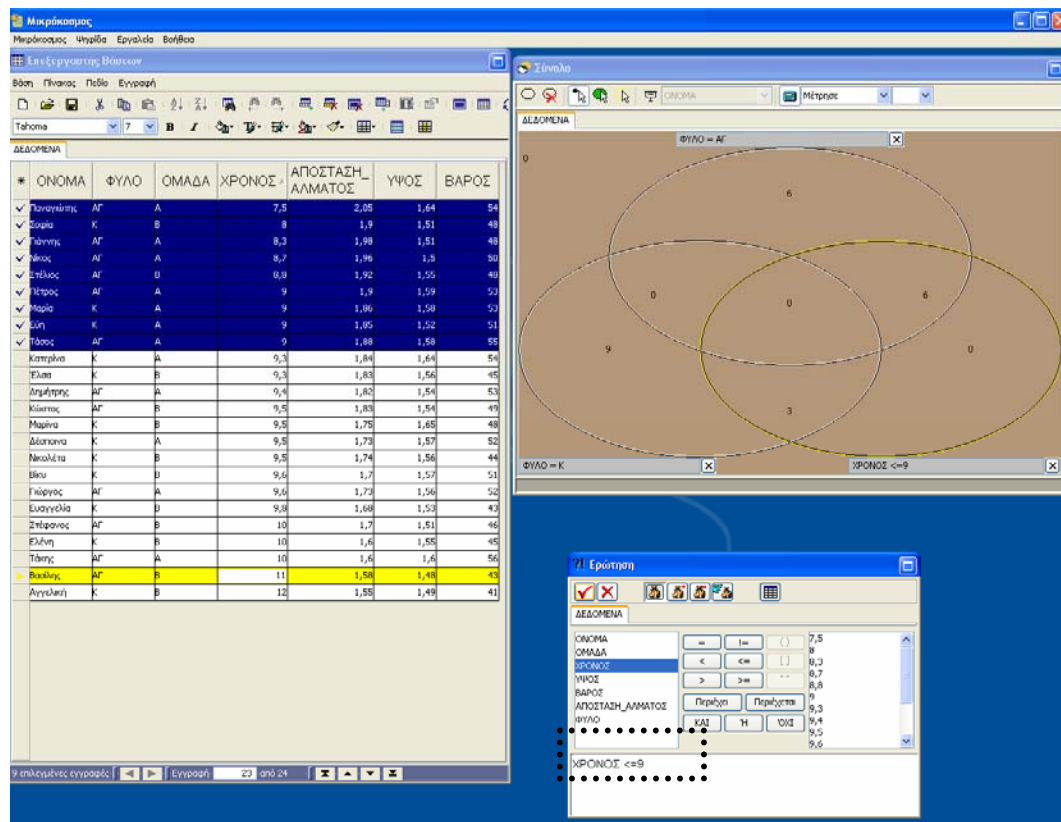 Μικρόκοσμος
Μικρόκοσμος Ψηφίδα Εργαλεία Βοήθεια
Επεξεργαστής Βάσεων
Βάση Πίνακας Πεδίο Εγγραφή
Tahoma 7 B I
ΔΕΔΟΜΕΝΑ
ΟΝΟΜΑ ΦΥΛΟ ΟΜΑΔΑ ΧΡΟΝΟΣ ΑΠΟΣΤΑΣΗ_ ΥΨΟΣ ΒΑΡΟΣ
ΑΛΜΑΤΟΣ
Παναγιώτης ΑΓ Α 7,5 2,05 1,64 54
Σοφία Κ Β 8 1,9 1,51 48
Γιάννης ΑΓ Α 8,3 1,98 1,51 48
Νίκος ΑΓ Α 8,7 1,96 1,5 50
Στέλιος ΑΓ Β 8,8 1,92 1,55 48
Πέτρος ΑΓ Α 9 1,9 1,59 53
Μαρία Κ Α 9 1,86 1,58 53
Εύη Κ Α 9 1,85 1,52 51
Τάσος ΑΓ Α 9 1,88 1,58 55
Κατερίνα Κ Α 9,3 1,84 1,64 54
Έλσα Κ Β 9,3 1,83 1,56 45
Δημήτρης ΑΓ Α 9,4 1,82 1,54 53
Κώστας ΑΓ Β 9,5 1,83 1,54 49
Μαρίνα Κ Β 9,5 1,75 1,65 48
Δέσποινα Κ Α 9,5 1,73 1,57 52
Νικολέτα Κ Β 9,5 1,74 1,56 44
Βίκυ Κ Β 9,6 1,7 1,57 51
Γιώργος ΑΓ Α 9,6 1,73 1,56 52
Ευαγγελία Κ Β 9,8 1,68 1,53 43
Στέφανος ΑΓ Β 10 1,7 1,51 46
Ελένη Κ Β 10 1,6 1,55 45
Τάκης ΑΓ Α 10 1,6 1,6 56
Βασίλης ΑΓ Β 11 1,58 1,48 43
Αγγελική Κ Β 12 1,55 1,49 41
9 επιλεγμένες εγγραφές Εγγραφή 23 από 24
Σύνολο
ΟΝΟΜΑ Μέτρησε
ΔΕΔΟΜΕΝΑ
ΦΥΛΟ = ΑΓ
0
6
0 0 6
9 0
3
ΦΥΛΟ = Κ ΧΡΟΝΟΣ <=9
?! Ερώτηση
ΔΕΔΟΜΕΝΑ
ΟΝΟΜΑ
ΟΜΑΔΑ
ΧΡΟΝΟΣ
ΥΨΟΣ
ΒΑΡΟΣ
ΑΠΟΣΤΑΣΗ_ΑΛΜΑΤΟΣ
ΦΥΛΟ
= != ( )
< <= [ ]
> >= " "
Περιέχει Περιέχεται
ΚΑΙ Ή ΌΧΙ
7,5
8
8,3
8,7
8,8
9
9,3
9,4
9,5
9,6
ΧΡΟΝΟΣ <=9